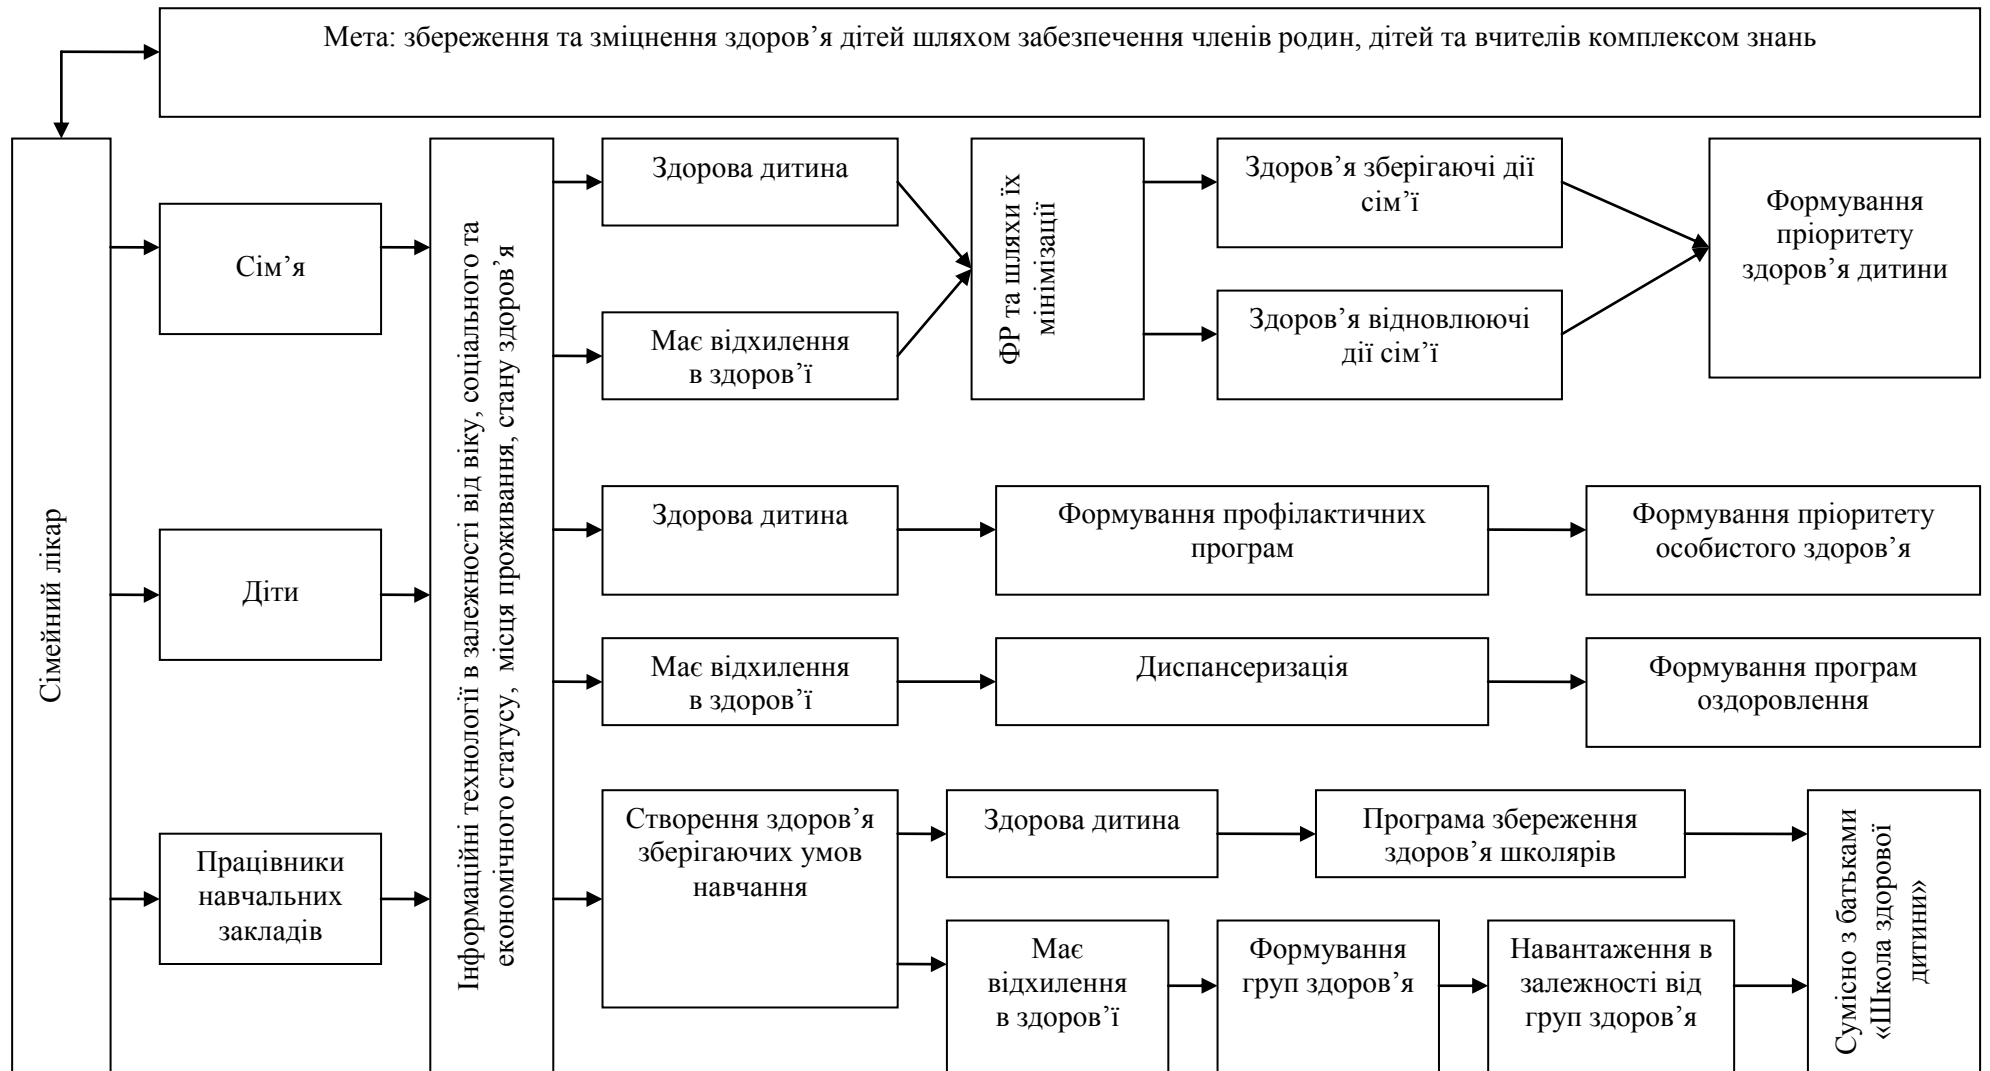 Мета: збереження та зміцнення здоров’я дітей шляхом забезпечення членів родин, дітей та вчителів комплексом знань
Сімейний лікар
Сім’я
Діти
Працівники
навчальних
закладів
Інформаційні технології в залежності від віку, соціального та
економічного статусу, місця проживання, стану здоров’я
Здорова дитина
Має відхилення
в здоров’ї
ФР та шляхи їх
мінімізації
Здоров’я зберігаючі дії
сім’ї
Здоров’я відновлюючі
дії сім’ї
Формування
пріоритету
здоров’я дитини
Здорова дитина
Формування профілактичних
програм
Формування пріоритету
особистого здоров’я
Має відхилення
в здоров’ї
Диспансеризація
Формування програм
оздоровлення
Створення здоров’я
зберігаючих умов
навчання
Здорова дитина
Програма збереження
здоров’я школярів
Має
відхилення
в здоров’ї
Формування
груп здоров’я
Навантаження в
залежності від
груп здоров’я
Сумісно з батьками
«Школа здорової
дитини»